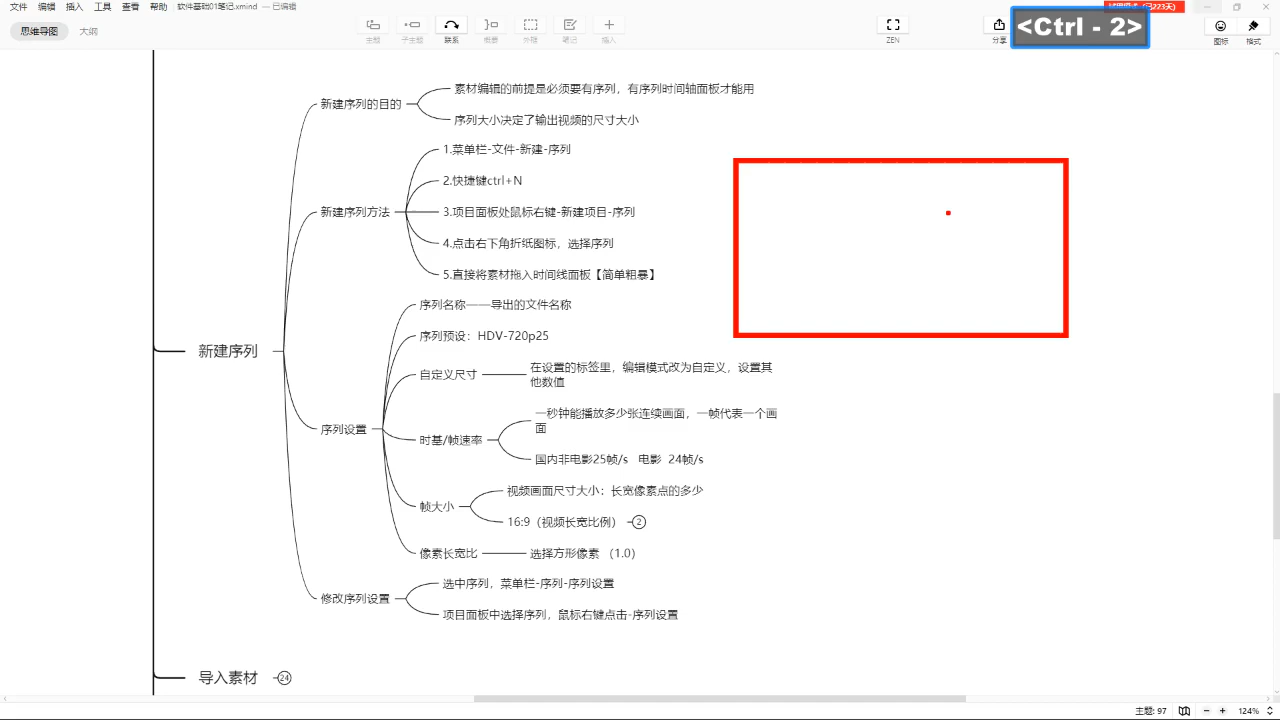 文件 编辑 插入 工具 查看 帮助 软件基础01笔记.xmind — 已编辑
思维导图 大纲
主题 子主题 联系 概要 外框 笔记 插入 ZEN 分享 图标 格式
<Ctrl - 2>
新建序列的目的
素材编辑的前提是必须要有序列，有序列时间轴面板才能用
序列大小决定了输出视频的尺寸大小
新建序列方法
1.菜单栏-文件-新建-序列
2.快捷键ctrl+N
3.项目面板处鼠标右键-新建项目-序列
4.点击右下角折纸图标，选择序列
5.直接将素材拖入时间线面板【简单粗暴】
新建序列
序列设置
序列名称——导出的文件名称
序列预设：HDV-720p25
自定义尺寸
在设置的标签里，编辑模式改为自定义，设置其
他数值
时基/帧速率
一秒钟能播放多少张连续画面，一帧代表一个画
面
国内非电影25帧/s 电影 24帧/s
帧大小
视频画面尺寸大小：长宽像素点的多少
16:9（视频长宽比例） 2
像素长宽比
选择方形像素 （1.0）
修改序列设置
选中序列，菜单栏-序列-序列设置
项目面板中选择序列，鼠标右键点击-序列设置
导入素材 24
主题: 97 124%